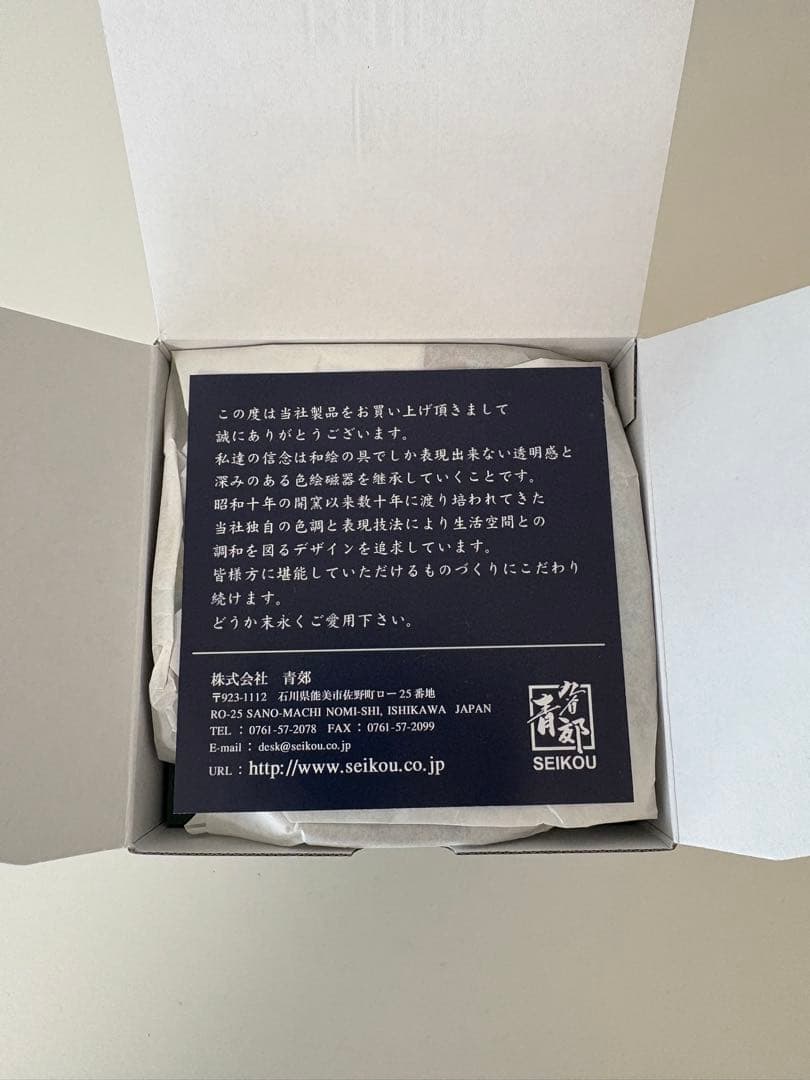 この度は当社製品をお買い上げ頂きまして
誠にありがとうございます。
私達の信念は和絵の具でしか表現出来ない透明感と
深みのある色絵磁器を継承していくことです。
昭和十年の開窯以来数十年に渡り培われてきた
当社独自の色調と表現技法により生活空間との
調和を図るデザインを追求しています。
皆様方に堪能していただけるものづくりにこだわり
続けます。
どうか末永くご愛用下さい。
株式会社 青郊
〒923-1112 石川県能美市佐野町ロー25番地
RO-25 SANO-MACHI NOMI-SHI, ISHIKAWA JAPAN
TEL : 0761-57-2078 FAX : 0761-57-2099
E-mail : desk@seikou.co.jp
URL : http://www.seikou.co.jp
青郊
SEIKOU